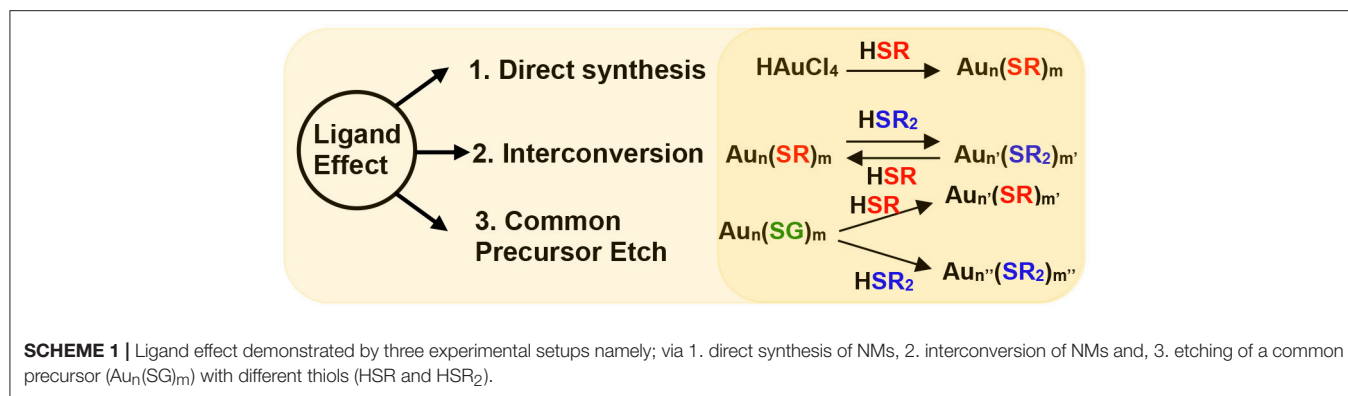 Ligand
Effect
1. Direct synthesis
2. Interconversion
3. Common
Precursor Etch
HAuCl4
HSR
Aun(SR)m
Aun(SR)m
HSR2
HSR
Aun'(SR2)m'
Aun(SG)m
HSR
Aun'(SR)m'
HSR2
Aun''(SR2)m''
SCHEME 1 | Ligand effect demonstrated by three experimental setups namely; via 1. direct synthesis of NMs, 2. interconversion of NMs and, 3. etching of a common
precursor (Aun(SG)m) with different thiols (HSR and HSR2).